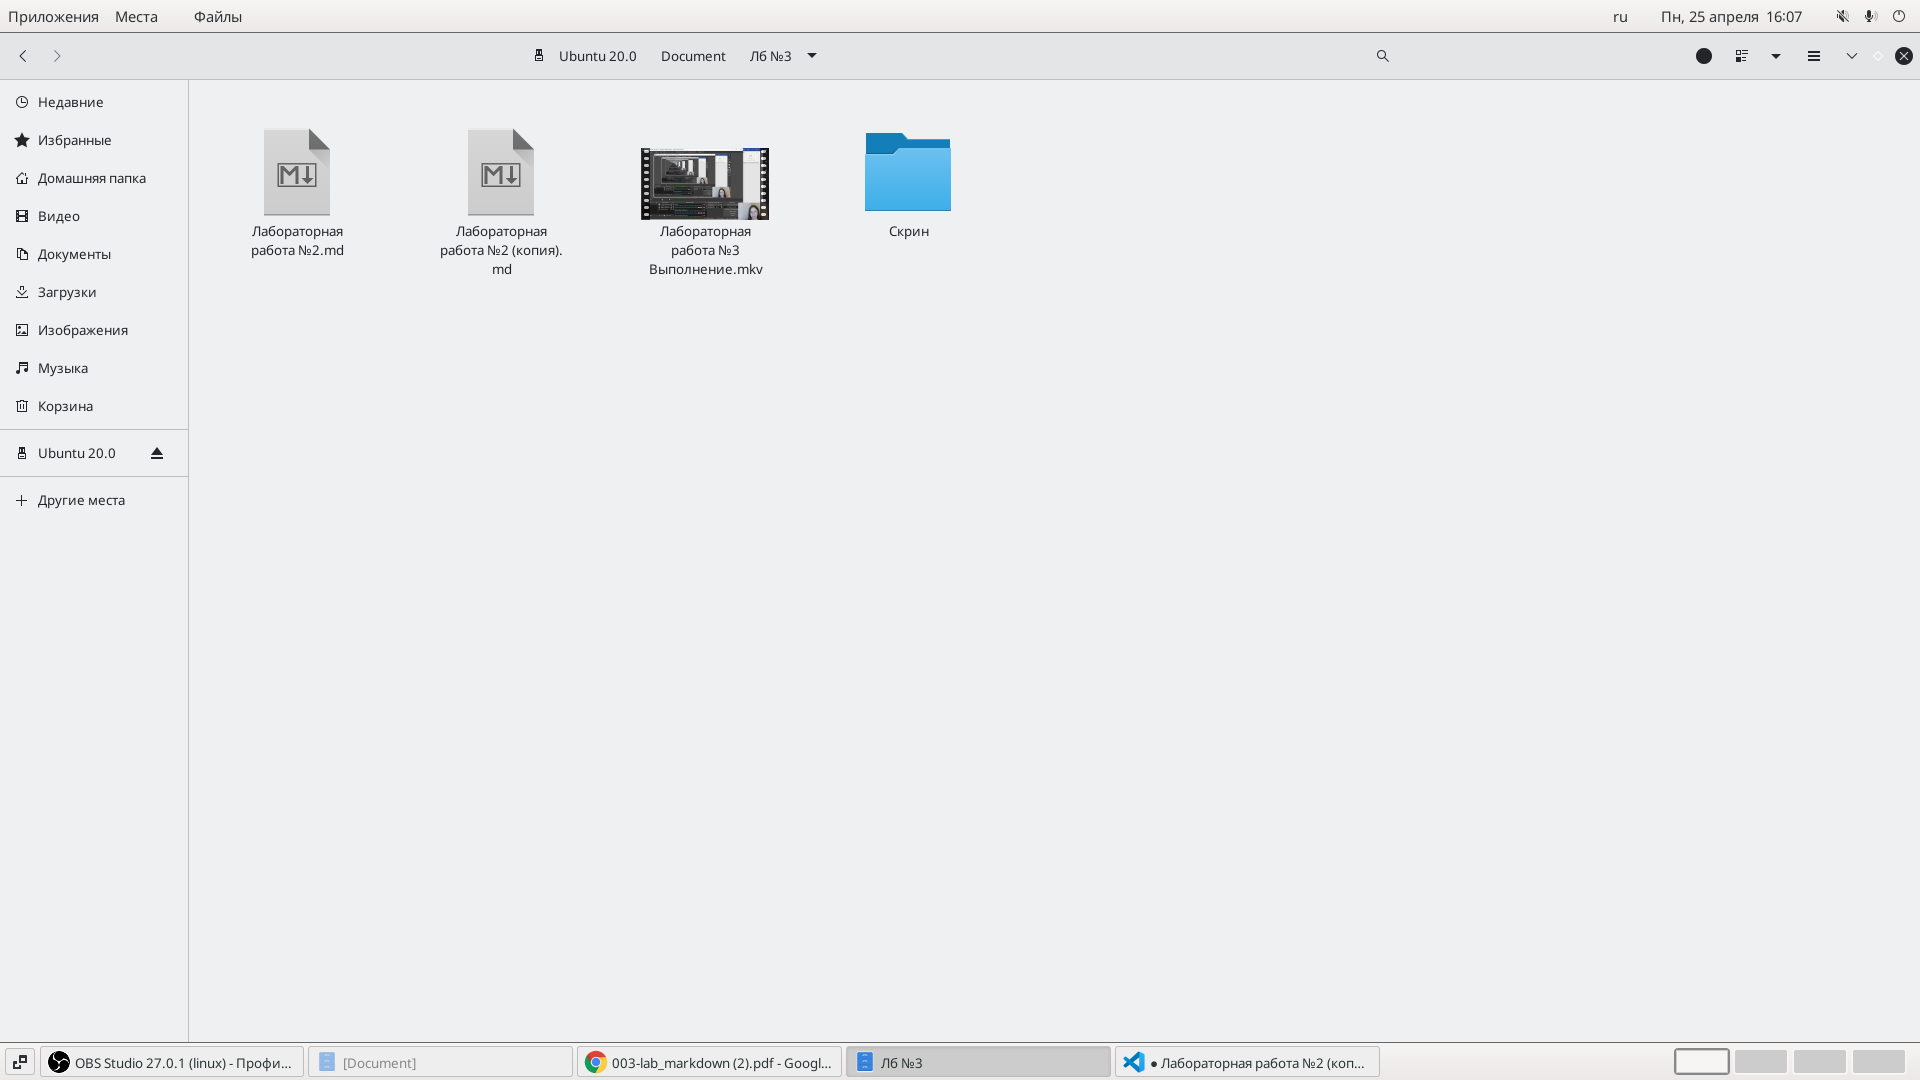 Приложения Места Файлы ru Пн, 25 апреля 16:07
Ubuntu 20.0 Document Лб №3
Недавние
Избранные
Домашняя папка
Видео
Документы
Загрузки
Изображения
Музыка
Корзина
Ubuntu 20.0
Другие места
Лабораторная
работа №2.md
Лабораторная
работа №2 (копия).
md
Лабораторная
работа №3
Выполнение.mkv
Скрин
OBS Studio 27.0.1 (linux) - Профи... [Document] 003-lab_markdown (2).pdf - Googl... Лб №3 ● Лабораторная работа №2 (коп...